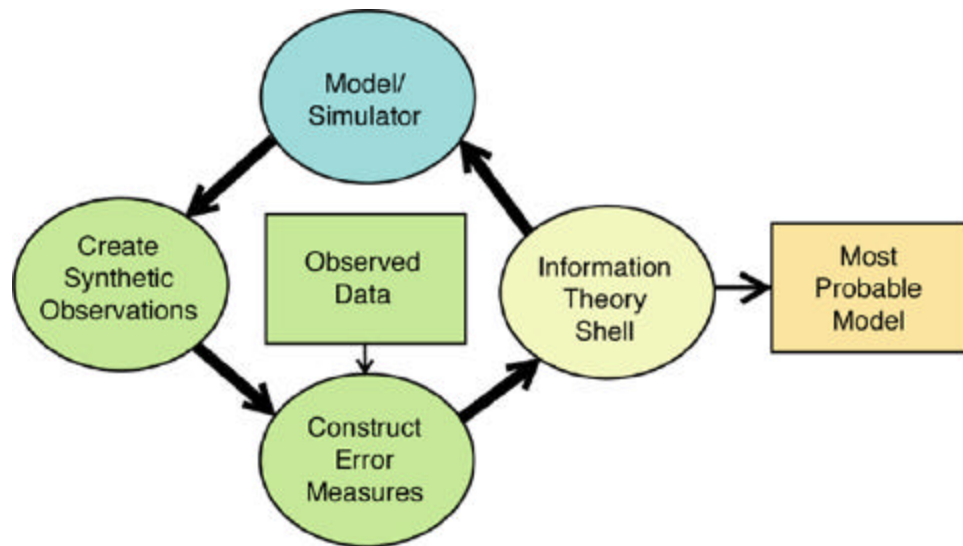 Model/
Simulator
Create
Synthetic
Observations
Observed
Data
Information
Theory
Shell
Most
Probable
Model
Construct
Error
Measures